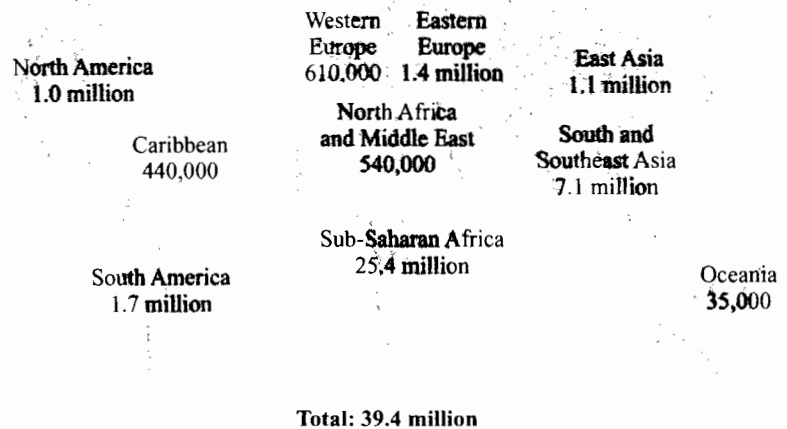 Western Europe 610,000
Eastern Europe 1.4 million
North America
1.0 million
East Asia
1.1 million
North Africa
and Middle East
540,000
Caribbean
440,000
South and
Southeast Asia
7.1 million
Sub-Saharan Africa
25.4 million
South America
1.7 million
Oceania
35,000
Total: 39.4 million